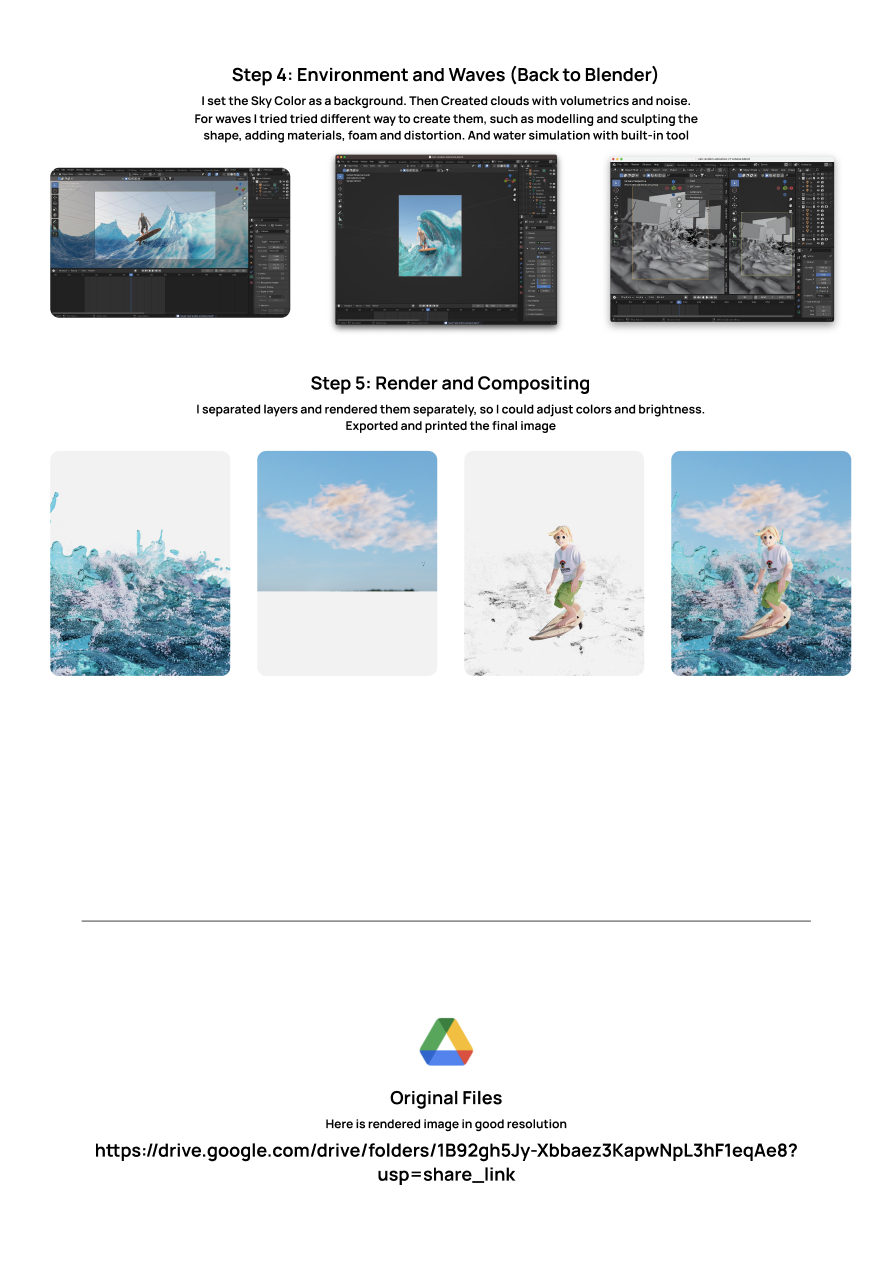 Step 4: Environment and Waves (Back to Blender)
I set the Sky Color as a background. Then Created clouds with volumetrics and noise.
For waves I tried tried different way to create them, such as modelling and sculpting the
shape, adding materials, foam and distortion. And water simulation with built-in tool
Step 5: Render and Compositing
I separated layers and rendered them separately, so I could adjust colors and brightness.
Exported and printed the final image
Original Files
Here is rendered image in good resolution
https://drive.google.com/drive/folders/1B92gh5Jy-Xbbaez3KapwNpL3hF1eqAe8?
usp=share_link